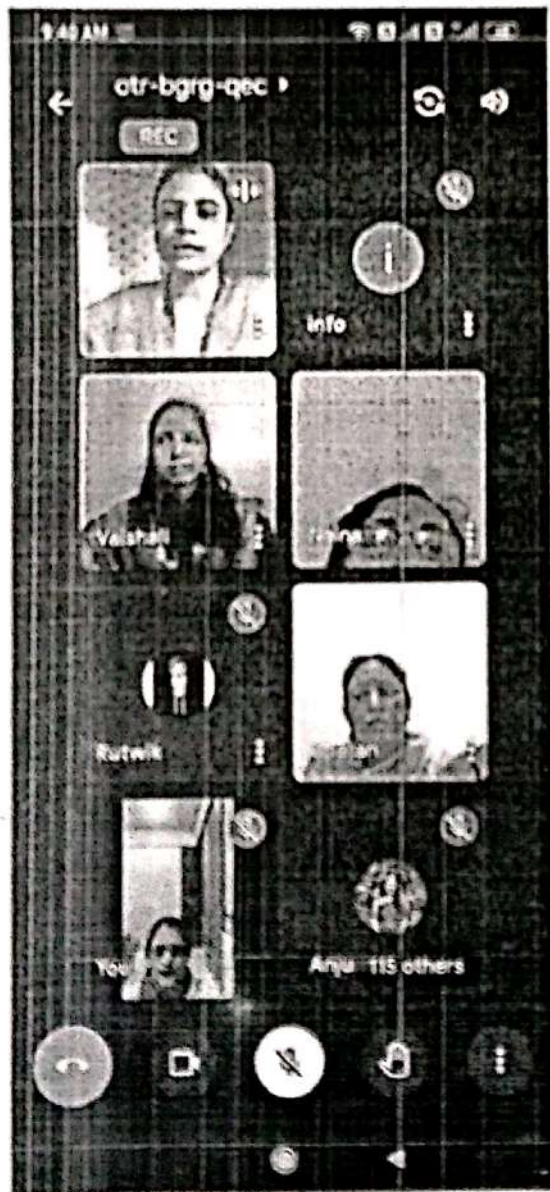 9:40 AM
otr-bgrg-qec
REC
info
Vaishali
Rutwik
You
Anju 115 others